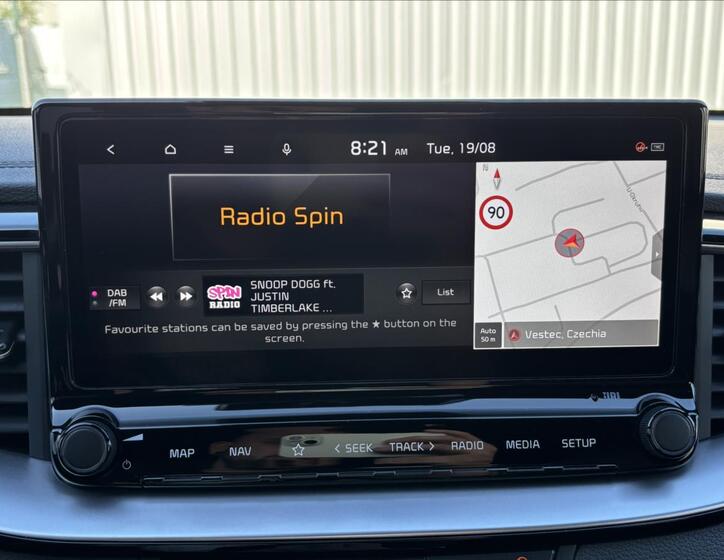 8:21 AM Tue, 19/08
Radio Spin
DAB
/FM
SPIN
RADIO
SNOOP DOGG ft.
JUSTIN
TIMBERLAKE ...
List
Favourite stations can be saved by pressing the ★ button on the
screen.
N
90
Auto
50 m
Vestec, Czechia
JBL
MAP
NAV
< SEEK
TRACK >
RADIO
MEDIA
SETUP